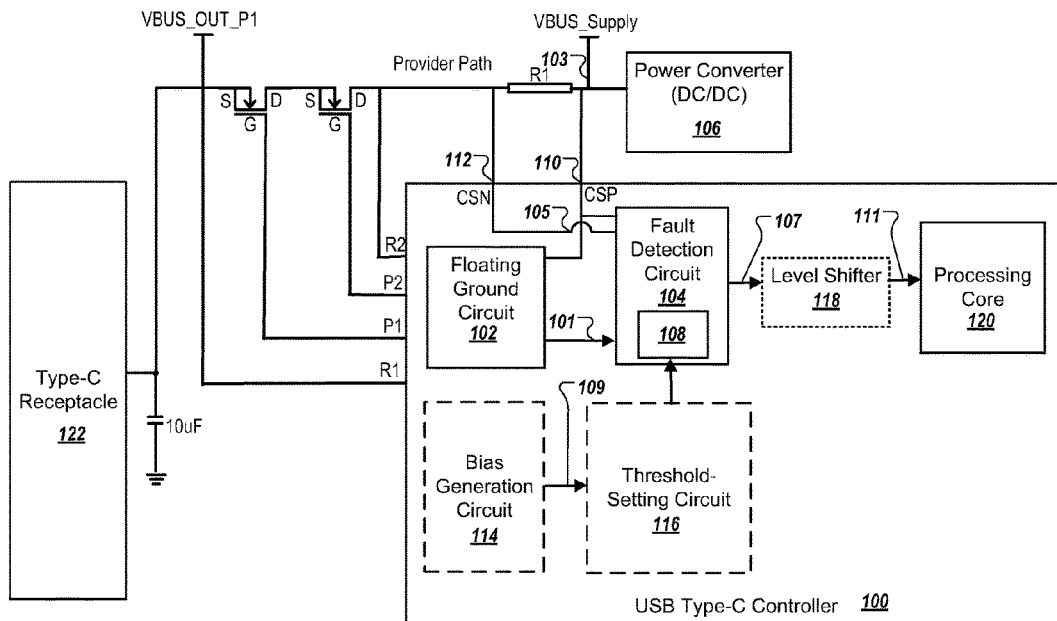 VBUS_OUT_P1
VBUS_Supply
Provider Path
103
R1
Power Converter
(DC/DC)
106
S
D
S
D
G
G
112
110
CSN
CSP
105
Fault
Detection
Circuit
104
108
107
111
Level Shifter
118
Processing
Core
120
R2
Floating
Ground
Circuit
102
P2
101
P1
R1
Type-C
Receptacle
122
10uF
109
Bias
Generation
Circuit
114
Threshold-
Setting Circuit
116
USB Type-C Controller 100